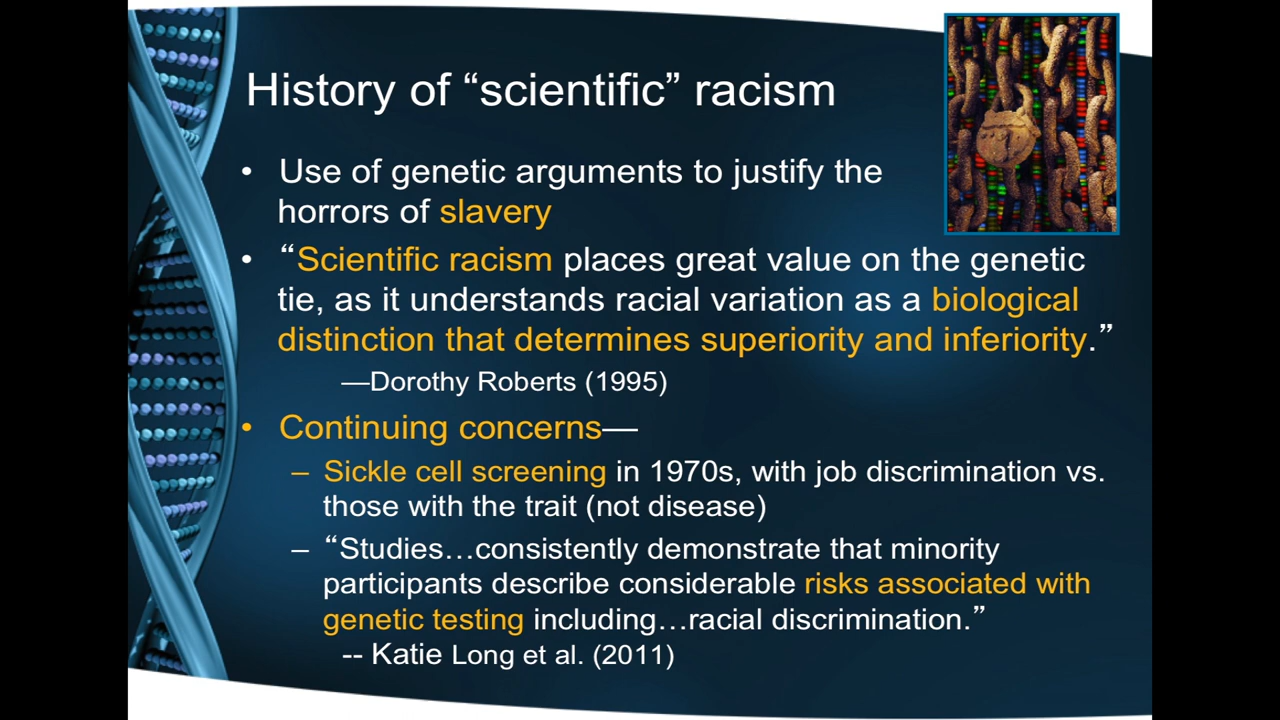 History of “scientific” racism
• Use of genetic arguments to justify the
horrors of slavery
• “Scientific racism places great value on the genetic
tie, as it understands racial variation as a biological
distinction that determines superiority and inferiority.”
—Dorothy Roberts (1995)
• Continuing concerns—
– Sickle cell screening in 1970s, with job discrimination vs.
those with the trait (not disease)
– “Studies…consistently demonstrate that minority
participants describe considerable risks associated with
genetic testing including…racial discrimination.”
-- Katie Long et al. (2011)